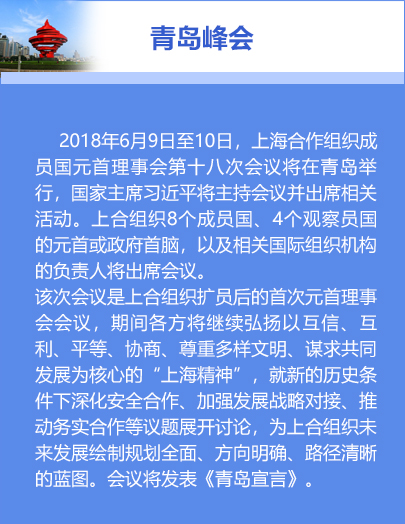 青岛峰会
2018年6月9日至10日，上海合作组织成
员国元首理事会第十八次会议将在青岛举
行，国家主席习近平将主持会议并出席相关
活动。上合组织8个成员国、4个观察员国
的元首或政府首脑，以及相关国际组织机构
的负责人将出席会议。
该次会议是上合组织扩员后的首次元首理事
会会议，期间各方将继续弘扬以互信、互
利、平等、协商、尊重多样文明、谋求共同
发展为核心的“上海精神”，就新的历史条
件下深化安全合作、加强发展战略对接、推
动务实合作等议题展开讨论，为上合组织未
来发展绘制规划全面、方向明确、路径清晰
的蓝图。会议将发表《青岛宣言》。